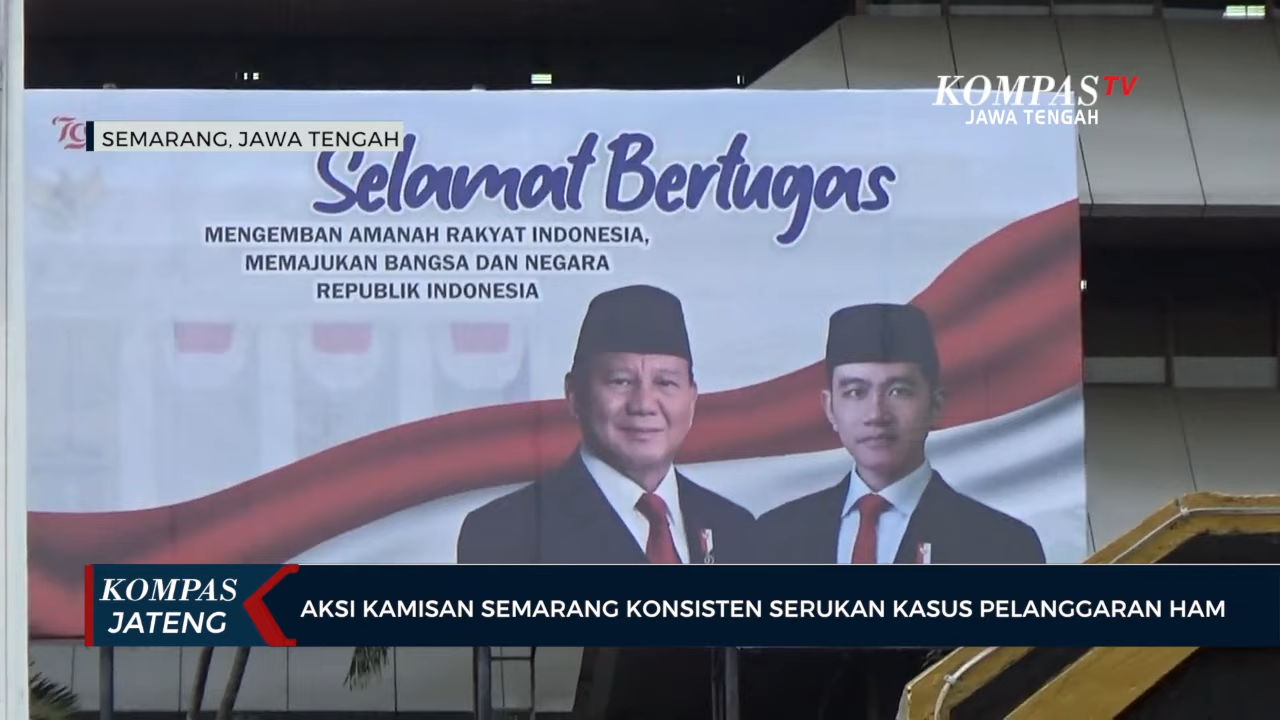 KOMPAS TV
JAWA TENGAH
79
SEMARANG, JAWA TENGAH
Selamat Bertugas
MENGEMBAN AMANAH RAKYAT INDONESIA,
MEMAJUKAN BANGSA DAN NEGARA
REPUBLIK INDONESIA
KOMPAS
JATENG
AKSI KAMISAN SEMARANG KONSISTEN SERUKAN KASUS PELANGGARAN HAM